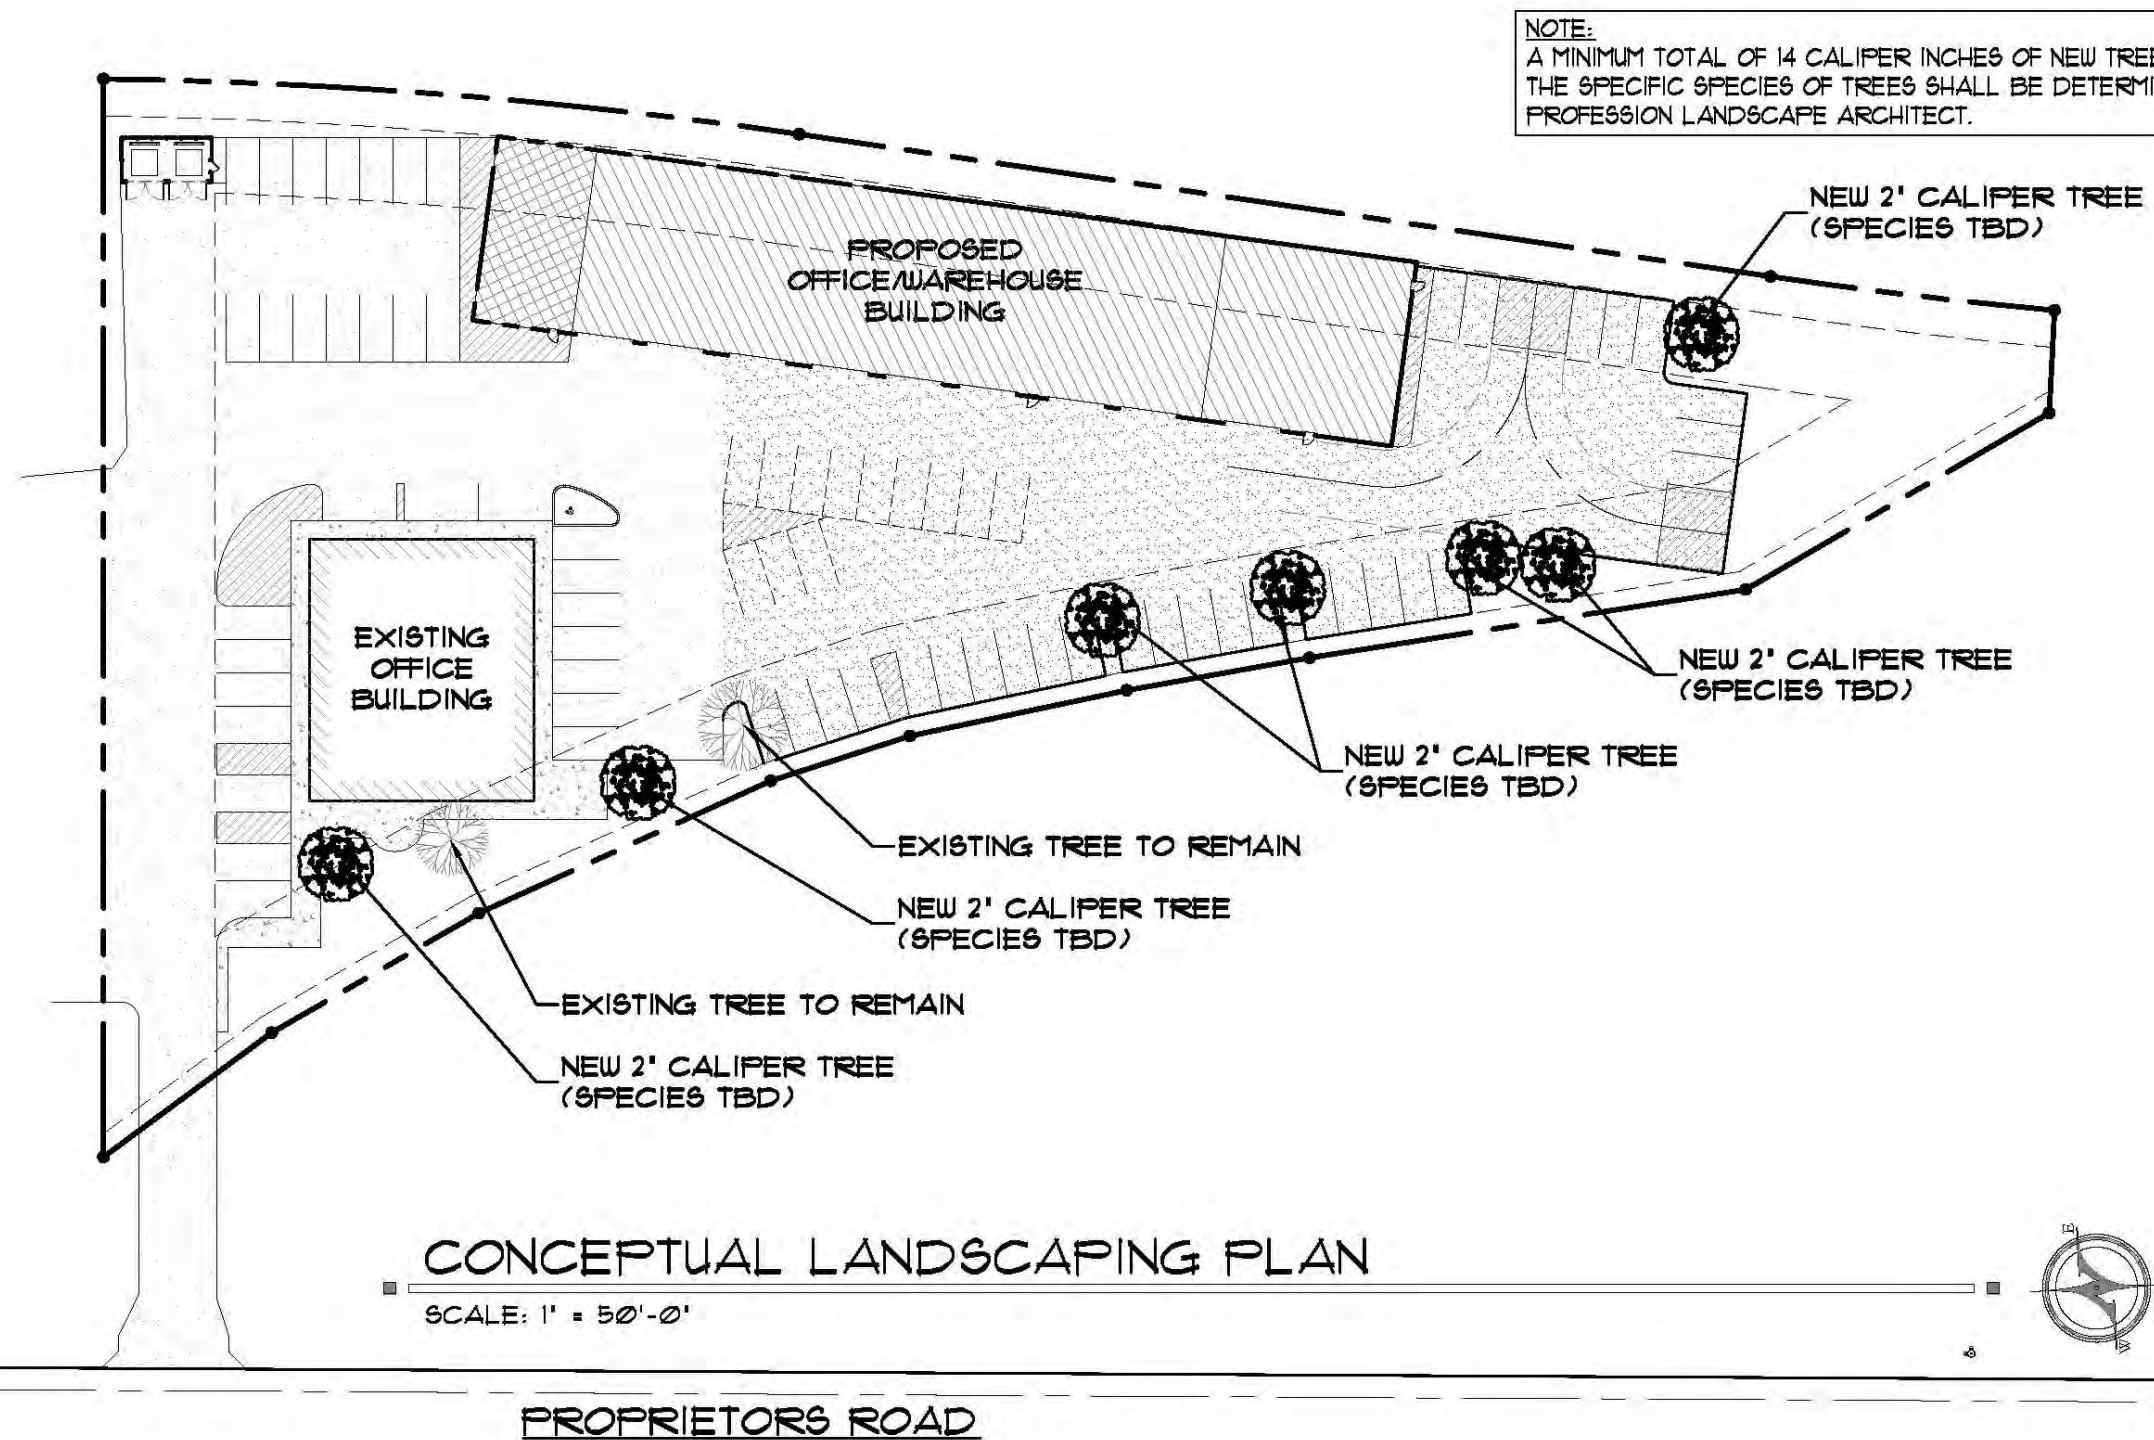 NOTE:
A MINIMUM TOTAL OF 14 CALIPER INCHES OF NEW TREE
THE SPECIFIC SPECIES OF TREES SHALL BE DETERMI
PROFESSION LANDSCAPE ARCHITECT.
NEW 2" CALIPER TREE
(SPECIES TBD)
PROPOSED
OFFICE/WAREHOUSE
BUILDING
EXISTING
OFFICE
BUILDING
NEW 2" CALIPER TREE
(SPECIES TBD)
NEW 2" CALIPER TREE
(SPECIES TBD)
EXISTING TREE TO REMAIN
NEW 2" CALIPER TREE
(SPECIES TBD)
EXISTING TREE TO REMAIN
NEW 2" CALIPER TREE
(SPECIES TBD)
CONCEPTUAL LANDSCAPING PLAN
SCALE: 1" = 50'-0"
E
W
PROPRIETORS ROAD